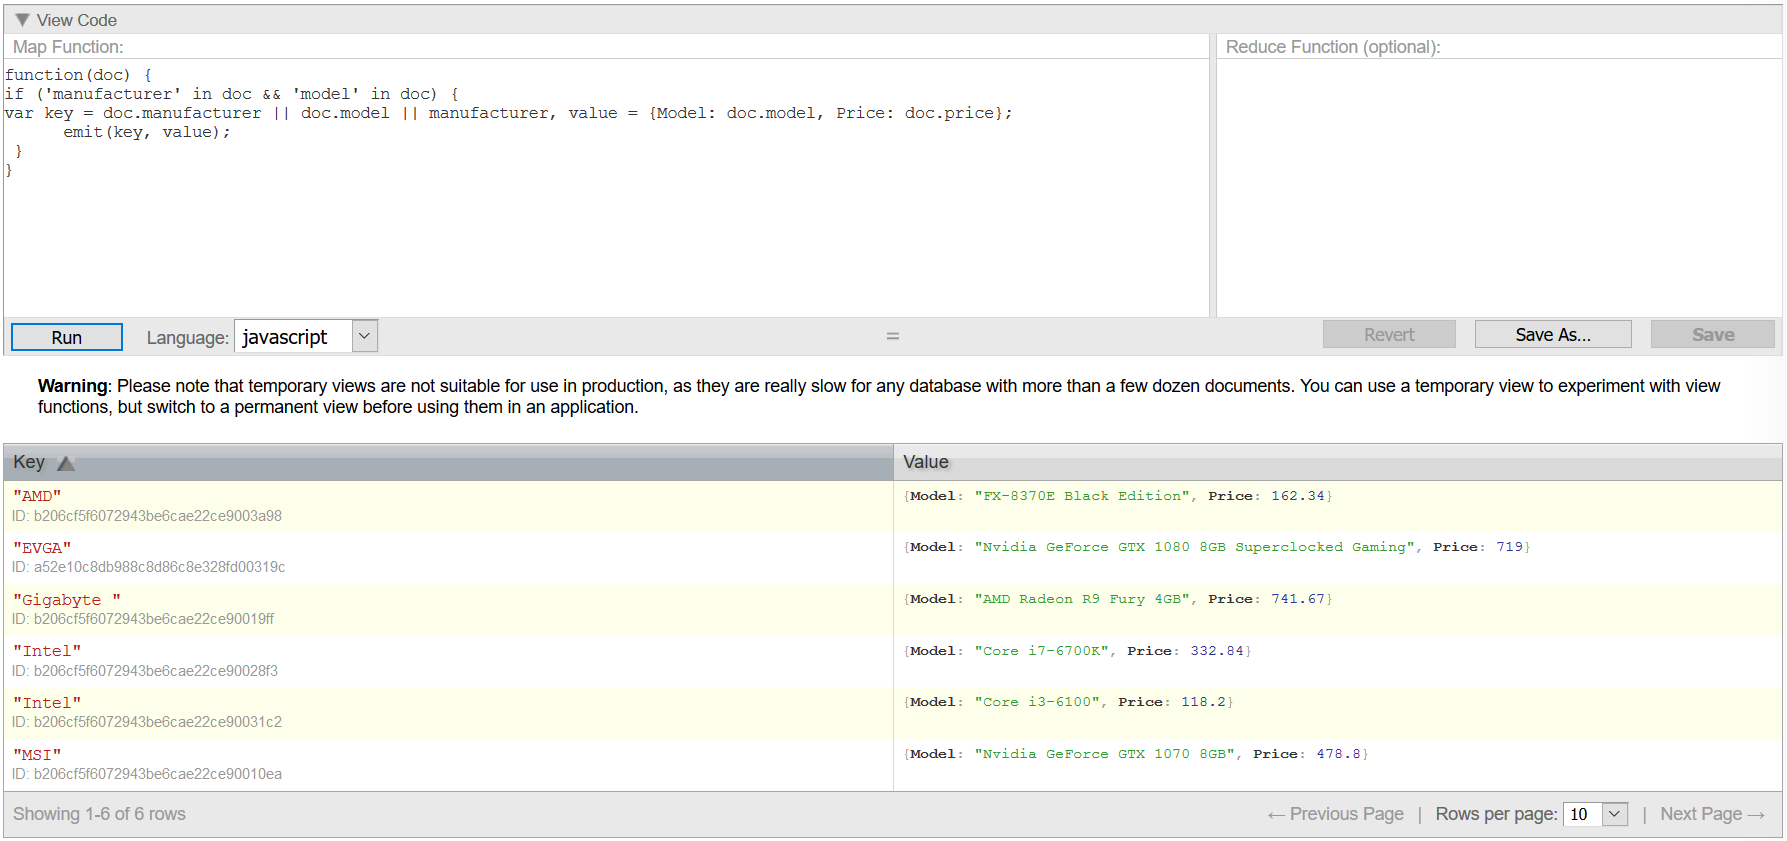 View Code
Map Function:
Reduce Function (optional):
function(doc) {
if ('manufacturer' in doc && 'model' in doc) {
var key = doc.manufacturer || doc.model || manufacturer, value = {Model: doc.model, Price: doc.price};
emit(key, value);
}
}
Run
Language: javascript
=
Revert
Save As...
Save
Warning: Please note that temporary views are not suitable for use in production, as they are really slow for any database with more than a few dozen documents. You can use a temporary view to experiment with view
functions, but switch to a permanent view before using them in an application.
Key
Value
"AMD"
{Model: "FX-8370E Black Edition", Price: 162.34}
ID: b206cf5f6072943be6cae22ce9003a98
"EVGA"
{Model: "Nvidia GeForce GTX 1080 8GB Superclocked Gaming", Price: 719}
ID: a52e10c8db988c8d86c8e328fd00319c
"Gigabyte "
{Model: "AMD Radeon R9 Fury 4GB", Price: 741.67}
ID: b206cf5f6072943be6cae22ce90019ff
"Intel"
{Model: "Core i7-6700K", Price: 332.84}
ID: b206cf5f6072943be6cae22ce90028f3
"Intel"
{Model: "Core i3-6100", Price: 118.2}
ID: b206cf5f6072943be6cae22ce90031c2
"MSI"
{Model: "Nvidia GeForce GTX 1070 8GB", Price: 478.8}
ID: b206cf5f6072943be6cae22ce90010ea
Showing 1-6 of 6 rows
← Previous Page | Rows per page: 10 | Next Page →